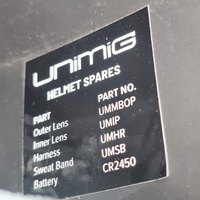 UNIMIG
HELMET SPARES
PART PART NO.
Outer Lens UMMBOP
Inner Lens UMIP
Harness UMHR
Sweat Band UMSB
Battery CR2450